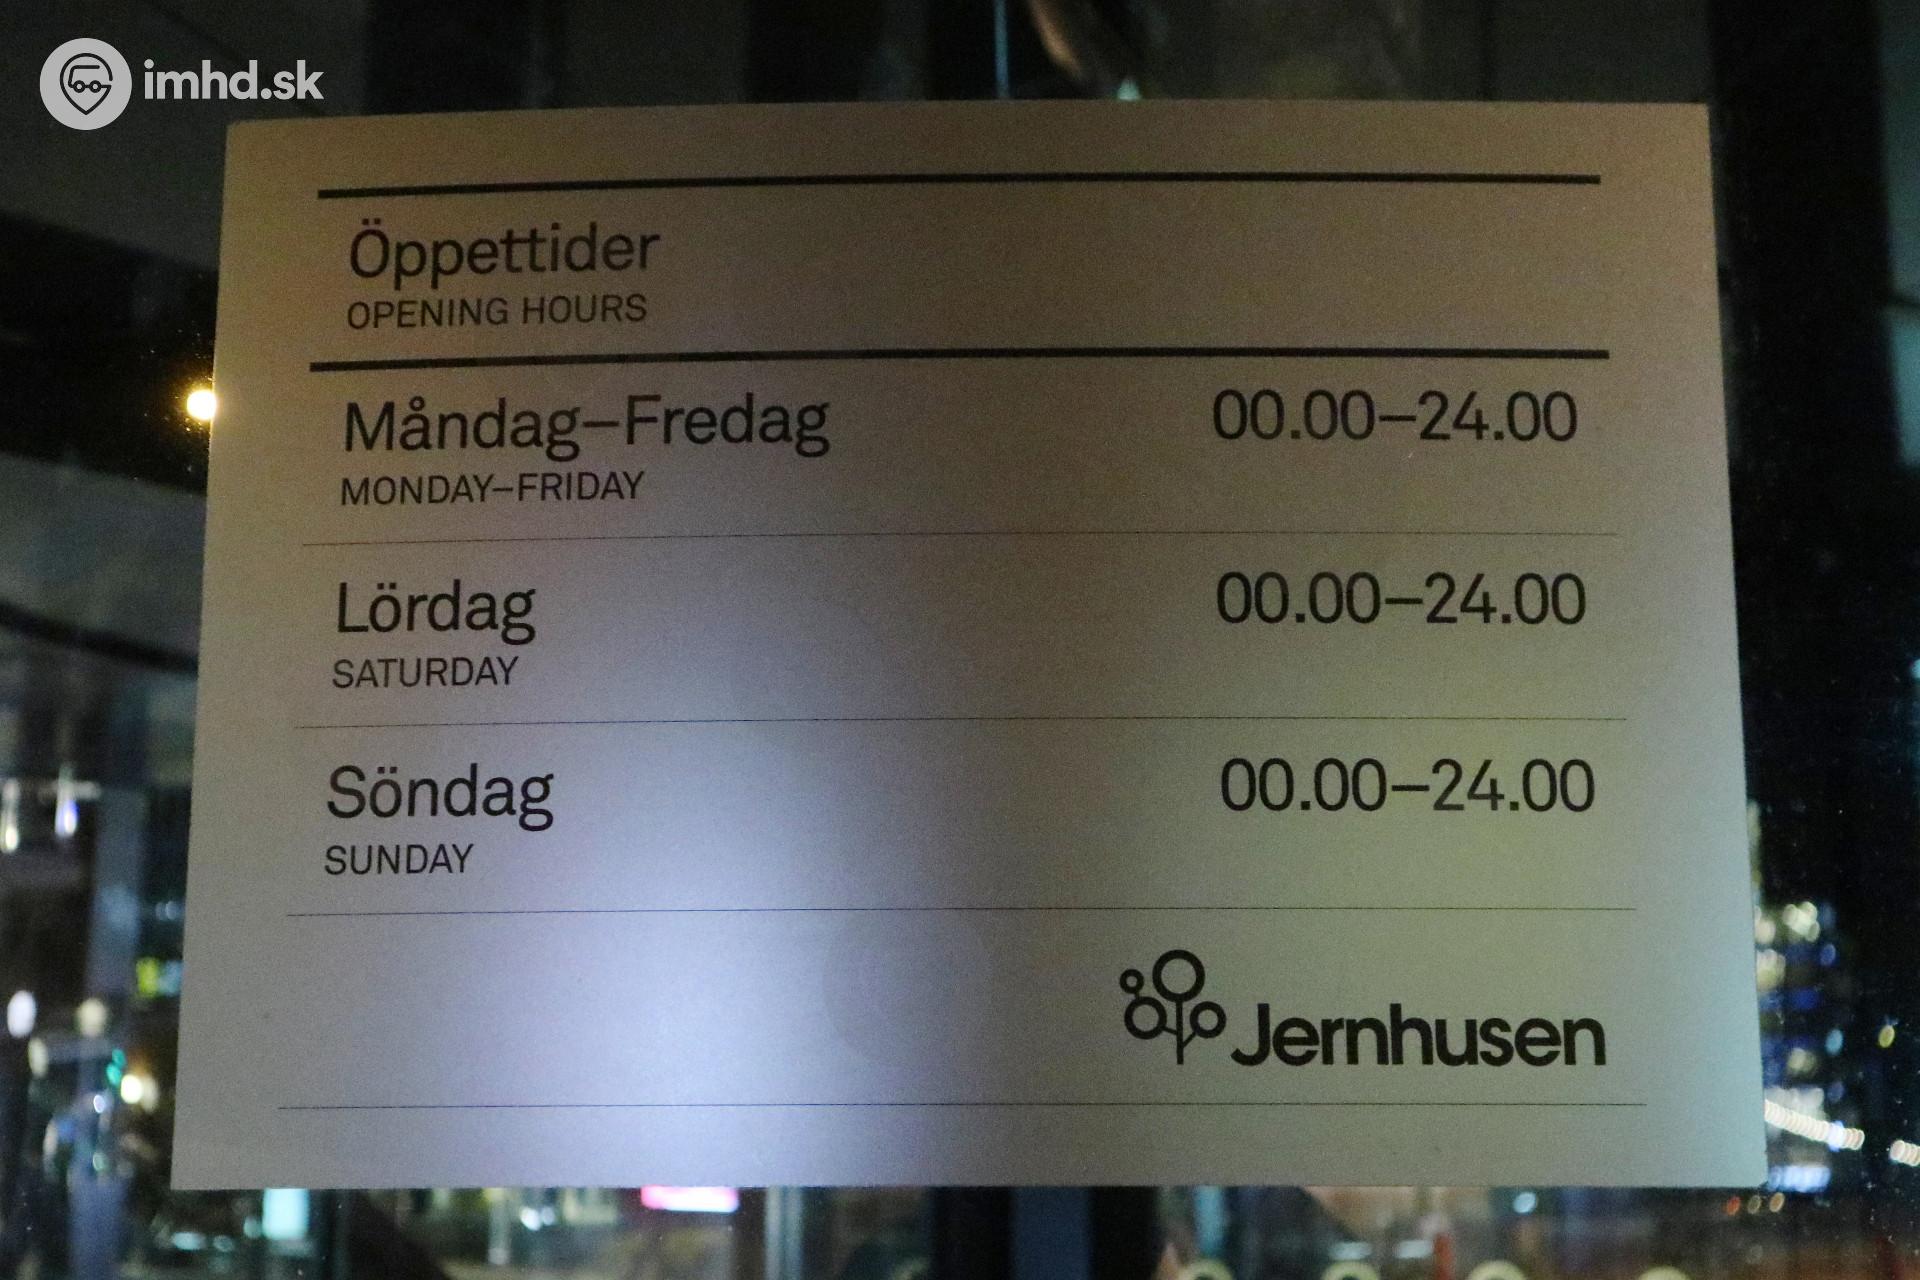 imhd.sk
Öppettider
OPENING HOURS
Måndag–Fredag 00.00–24.00
MONDAY–FRIDAY
Lördag 00.00–24.00
SATURDAY
Söndag 00.00–24.00
SUNDAY
Jernhusen